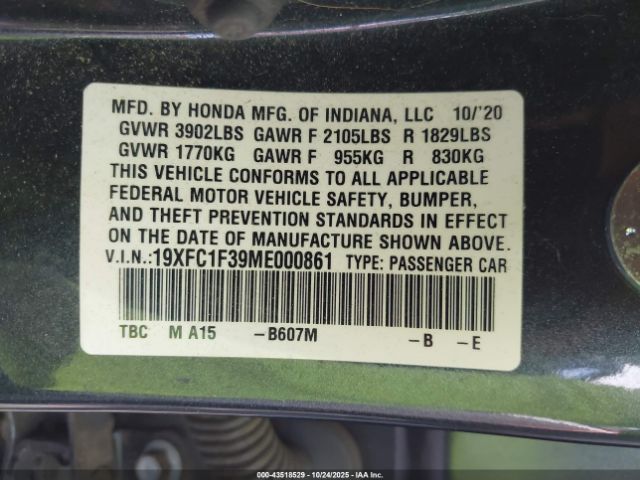 MFD. BY HONDA MFG. OF INDIANA, LLC 10/'20
GVWR 3902LBS GAWR F 2105LBS R 1829LBS
GVWR 1770KG GAWR F 955KG R 830KG
THIS VEHICLE CONFORMS TO ALL APPLICABLE
FEDERAL MOTOR VEHICLE SAFETY, BUMPER,
AND THEFT PREVENTION STANDARDS IN EFFECT
ON THE DATE OF MANUFACTURE SHOWN ABOVE.
V.I.N.:19XFC1F39ME000861 TYPE: PASSENGER CAR
TBC M A15 -B607M -B -E
000-43518529 - 10/24/2025 - IAA Inc.